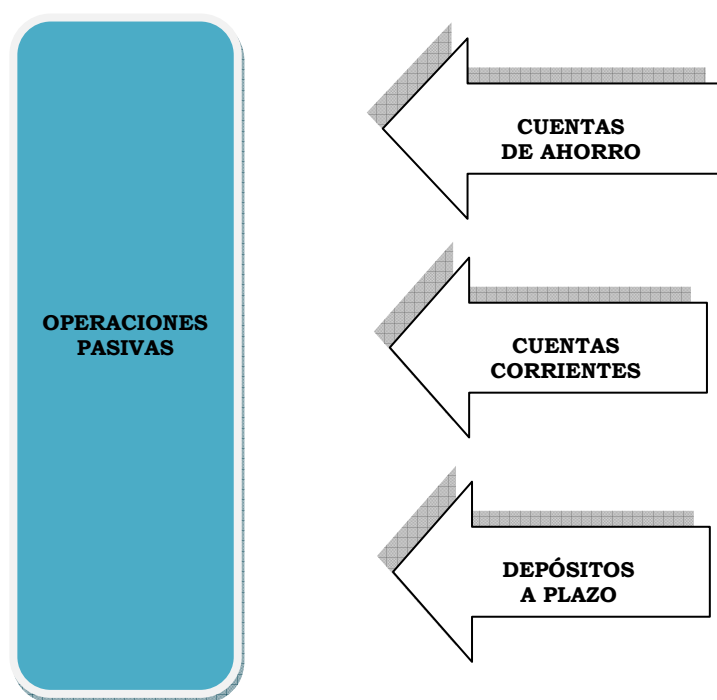 OPERACIONES
PASIVAS
CUENTAS
DE AHORRO
CUENTAS
CORRIENTES
DEPÓSITOS
A PLAZO